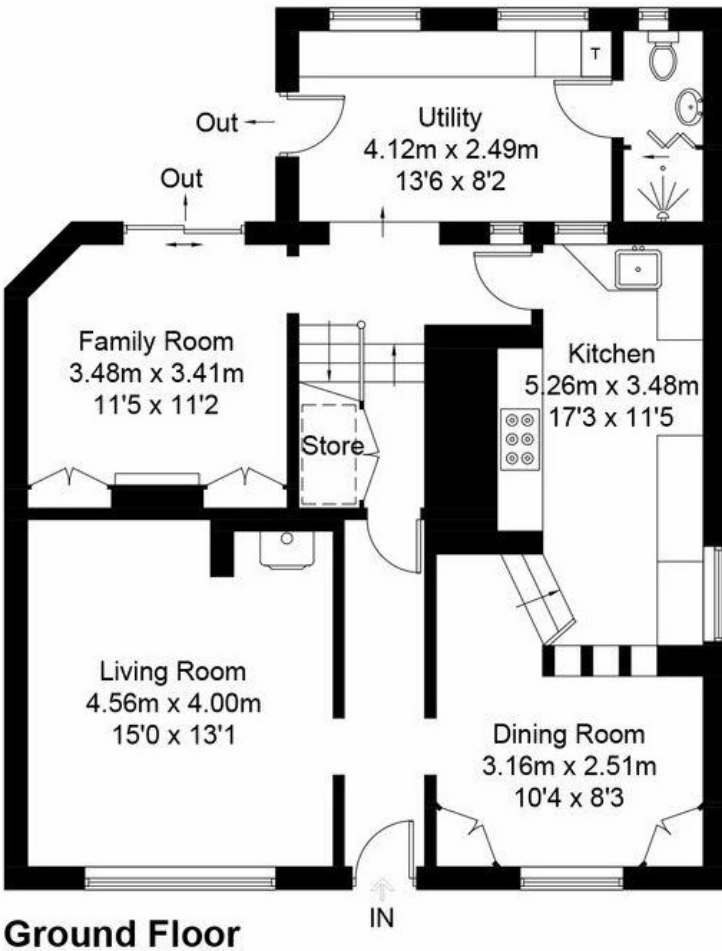 T
Utility
4.12m x 2.49m
13'6 x 8'2
Out
Out
Family Room
3.48m x 3.41m
11'5 x 11'2
Kitchen
5.26m x 3.48m
17'3 x 11'5
Store
Living Room
4.56m x 4.00m
15'0 x 13'1
Dining Room
3.16m x 2.51m
10'4 x 8'3
IN
Ground Floor